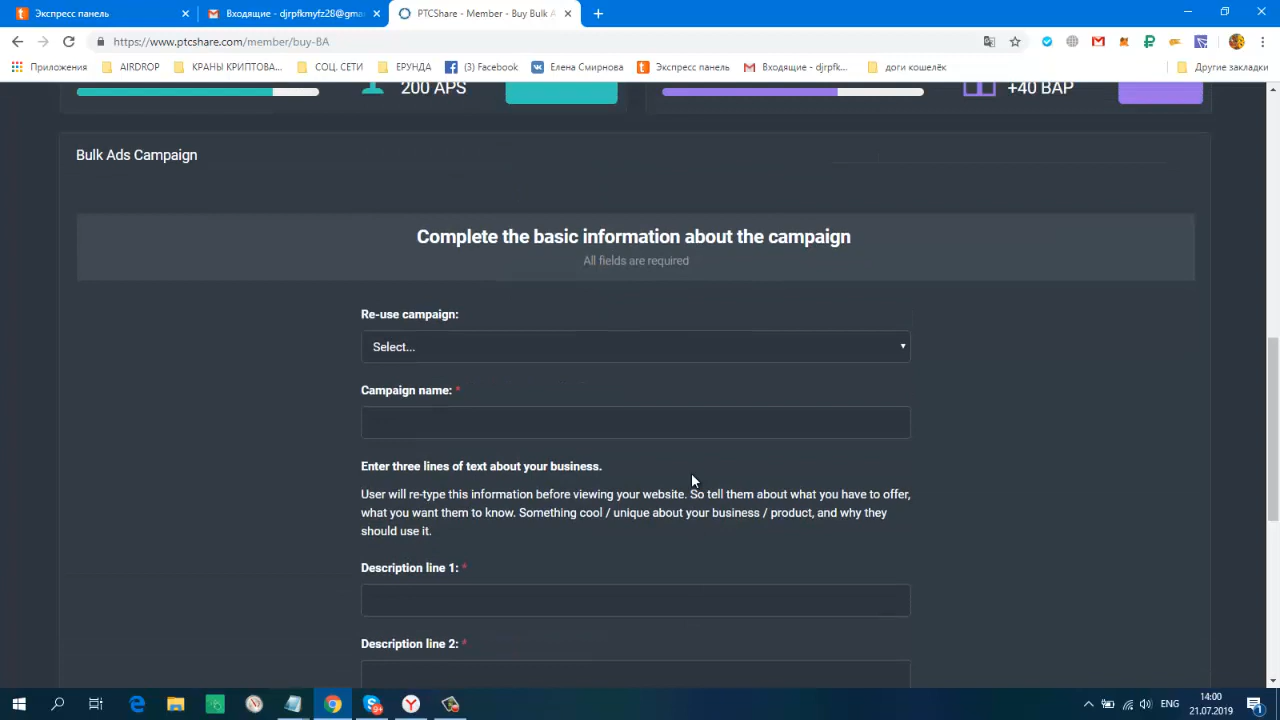 Экспресс панель
Входящие - djrpfkmyfz28@gma
PTCShare - Member - Buy Bulk A
https://www.ptcshare.com/member/buy-BA
Приложения
AIRDROP
КРАНЫ КРИПТОВА...
СОЦ. СЕТИ
ЕРУНДА
(3) Facebook
Елена Смирнова
Экспресс панель
Входящие - djrpfk...
доги кошелёк
Другие закладки
200 APS
+40 BAP
Bulk Ads Campaign
Complete the basic information about the campaign
All fields are required
Re-use campaign:
Select...
Campaign name: *
Enter three lines of text about your business.
User will re-type this information before viewing your website. So tell them about what you have to offer,
what you want them to know. Something cool / unique about your business / product, and why they
should use it.
Description line 1: *
Description line 2: *
ENG
14:00
21.07.2019